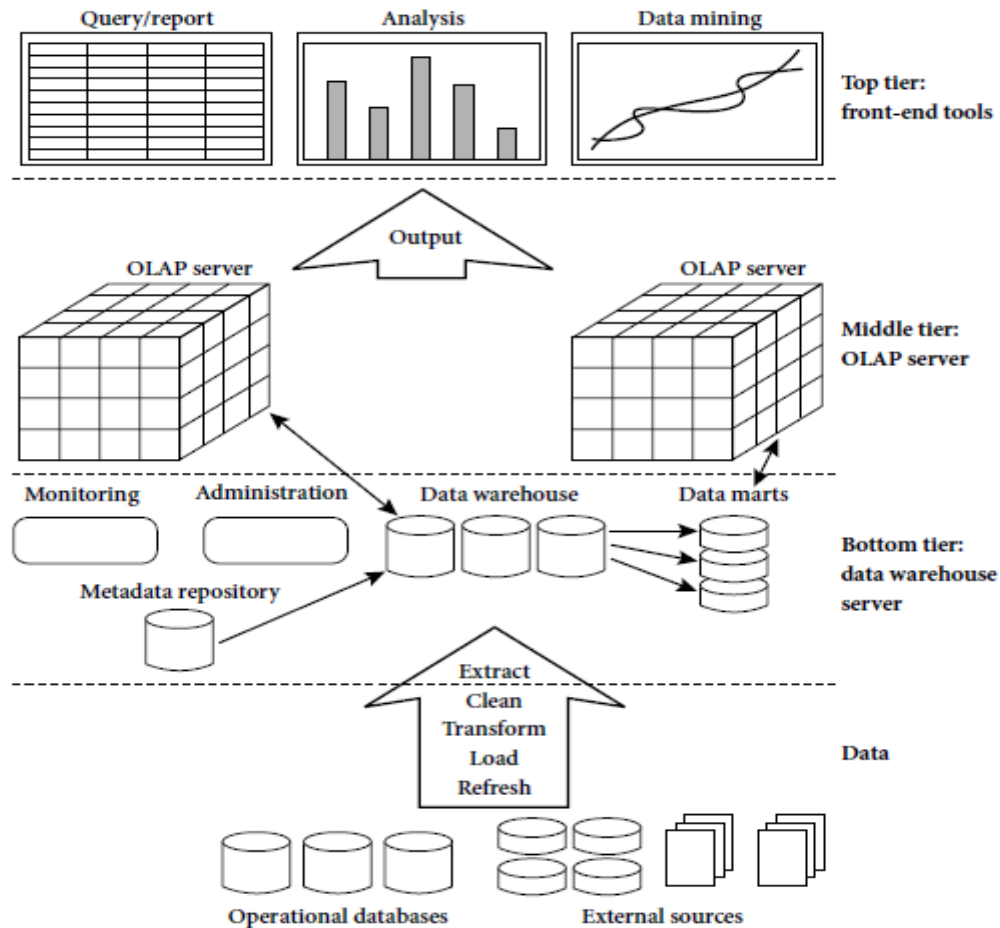 Query/report
Analysis
Data mining
Top tier:
front-end tools
Output
OLAP server
OLAP server
Middle tier:
OLAP server
Monitoring
Administration
Data warehouse
Data marts
Bottom tier:
data warehouse
server
Metadata repository
Extract
Clean
Transform
Load
Refresh
Data
Operational databases
External sources